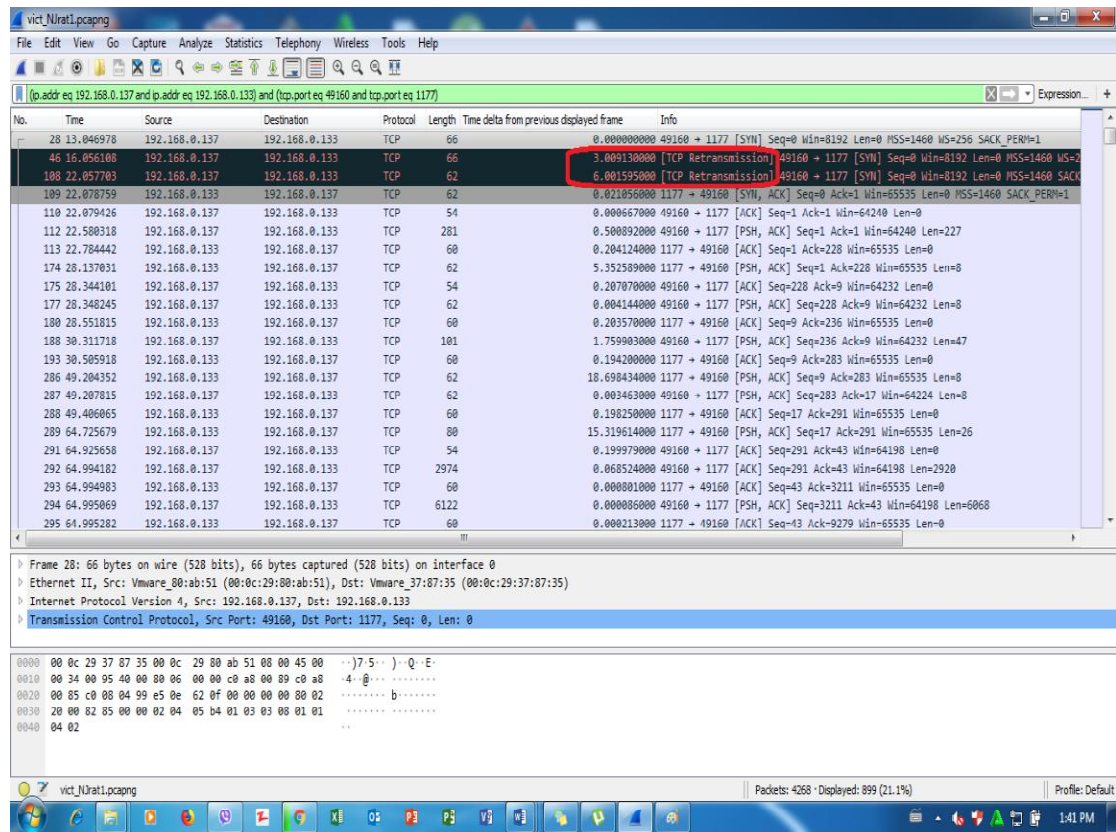 vict_NJrat1.pcapng
File Edit View Go Capture Analyze Statistics Telephony Wireless Tools Help
(ip.addr eq 192.168.0.137 and ip.addr eq 192.168.0.133) and (tcp.port eq 49160 and tcp.port eq 1177) Expression... +
No. Time Source Destination Protocol Length Time delta from previous displayed frame Info
28 13.046978 192.168.0.137 192.168.0.133 TCP 66 0.000000000 49160 → 1177 [SYN] Seq=0 Win=8192 Len=0 MSS=1460 WS=256 SACK_PERM=1
46 16.056108 192.168.0.137 192.168.0.133 TCP 66 3.009130000 [TCP Retransmission] 49160 → 1177 [SYN] Seq=0 Win=8192 Len=0 MSS=1460 WS=2
108 22.057703 192.168.0.137 192.168.0.133 TCP 62 6.001595000 [TCP Retransmission] 49160 → 1177 [SYN] Seq=0 Win=8192 Len=0 MSS=1460 SACK
109 22.078759 192.168.0.133 192.168.0.137 TCP 62 0.021056000 1177 → 49160 [SYN, ACK] Seq=0 Ack=1 Win=65535 Len=0 MSS=1460 SACK_PERM=1
110 22.079426 192.168.0.137 192.168.0.133 TCP 54 0.000667000 49160 → 1177 [ACK] Seq=1 Ack=1 Win=64240 Len=0
112 22.580318 192.168.0.137 192.168.0.133 TCP 281 0.500892000 49160 → 1177 [PSH, ACK] Seq=1 Ack=1 Win=64240 Len=227
113 22.784442 192.168.0.133 192.168.0.137 TCP 60 0.204124000 1177 → 49160 [ACK] Seq=1 Ack=228 Win=65535 Len=0
174 28.137031 192.168.0.133 192.168.0.137 TCP 62 5.352589000 1177 → 49160 [PSH, ACK] Seq=1 Ack=228 Win=65535 Len=8
175 28.344101 192.168.0.137 192.168.0.133 TCP 54 0.207070000 49160 → 1177 [ACK] Seq=228 Ack=9 Win=64232 Len=0
177 28.348245 192.168.0.137 192.168.0.133 TCP 62 0.004144000 49160 → 1177 [PSH, ACK] Seq=228 Ack=9 Win=64232 Len=8
180 28.551815 192.168.0.133 192.168.0.137 TCP 60 0.203570000 1177 → 49160 [ACK] Seq=9 Ack=236 Win=65535 Len=0
188 30.311718 192.168.0.137 192.168.0.133 TCP 101 1.759903000 49160 → 1177 [PSH, ACK] Seq=236 Ack=9 Win=64232 Len=47
193 30.505918 192.168.0.133 192.168.0.137 TCP 60 0.194200000 1177 → 49160 [ACK] Seq=9 Ack=283 Win=65535 Len=0
286 49.204352 192.168.0.133 192.168.0.137 TCP 62 18.698434000 1177 → 49160 [PSH, ACK] Seq=9 Ack=283 Win=65535 Len=8
287 49.207815 192.168.0.137 192.168.0.133 TCP 62 0.003463000 49160 → 1177 [PSH, ACK] Seq=283 Ack=17 Win=64224 Len=8
288 49.406065 192.168.0.133 192.168.0.137 TCP 60 0.198250000 1177 → 49160 [ACK] Seq=17 Ack=291 Win=65535 Len=0
289 64.725679 192.168.0.133 192.168.0.137 TCP 80 15.319614000 1177 → 49160 [PSH, ACK] Seq=17 Ack=291 Win=65535 Len=26
291 64.925658 192.168.0.137 192.168.0.133 TCP 54 0.199979000 49160 → 1177 [ACK] Seq=291 Ack=43 Win=64198 Len=0
292 64.994182 192.168.0.137 192.168.0.133 TCP 2974 0.068524000 49160 → 1177 [ACK] Seq=291 Ack=43 Win=64198 Len=2920
293 64.994983 192.168.0.133 192.168.0.137 TCP 60 0.000801000 1177 → 49160 [ACK] Seq=43 Ack=3211 Win=65535 Len=0
294 64.995069 192.168.0.137 192.168.0.133 TCP 6122 0.000086000 49160 → 1177 [PSH, ACK] Seq=3211 Ack=43 Win=64198 Len=6068
295 64.995282 192.168.0.133 192.168.0.137 TCP 60 0.000213000 1177 → 49160 [ACK] Seq=43 Ack=9279 Win=65535 Len=0
Frame 28: 66 bytes on wire (528 bits), 66 bytes captured (528 bits) on interface 0
Ethernet II, Src: Vmware_80:ab:51 (00:0c:29:80:ab:51), Dst: Vmware_37:87:35 (00:0c:29:37:87:35)
Internet Protocol Version 4, Src: 192.168.0.137, Dst: 192.168.0.133
Transmission Control Protocol, Src Port: 49160, Dst Port: 1177, Seq: 0, Len: 0
0000 00 0c 29 37 87 35 00 0c 29 80 ab 51 08 00 45 00 ··)7·5·· )··Q··E·
0010 00 34 00 95 40 00 80 06 00 00 c0 a8 00 89 c0 a8 ·4··@··· ········
0020 00 85 c0 08 04 99 e5 0e 62 0f 00 00 00 00 80 02 ········ b·······
0030 20 00 82 85 00 00 02 04 05 b4 01 03 03 08 01 01 ········ ········
0040 04 02 ··
vict_NJrat1.pcapng Packets: 4268 · Displayed: 899 (21.1%) Profile: Default
1:41 PM